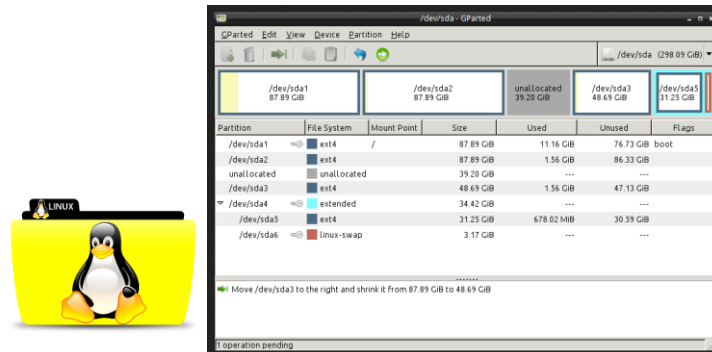 LINUX
/dev/sda - GParted
GParted Edit View Device Partition Help
/dev/sda (298.09 GiB)
/dev/sda1 /dev/sda2 unallocated /dev/sda3 /dev/sda5
87.89 GiB 87.89 GiB 39.20 GiB 48.69 GiB 31.25 GiB
Partition File System Mount Point Size Used Unused Flags
/dev/sda1 ext4 / 87.89 GiB 11.16 GiB 76.73 GiB boot
/dev/sda2 ext4 87.89 GiB 1.56 GiB 86.33 GiB
unallocated unallocated 39.20 GiB --- ---
/dev/sda3 ext4 48.69 GiB 1.56 GiB 47.13 GiB
/dev/sda4 extended 34.42 GiB --- ---
/dev/sda5 ext4 31.25 GiB 678.02 MiB 30.59 GiB
/dev/sda6 linux-swap 3.17 GiB --- ---
Move /dev/sda3 to the right and shrink it from 87.89 GiB to 48.69 GiB
1 operation pending